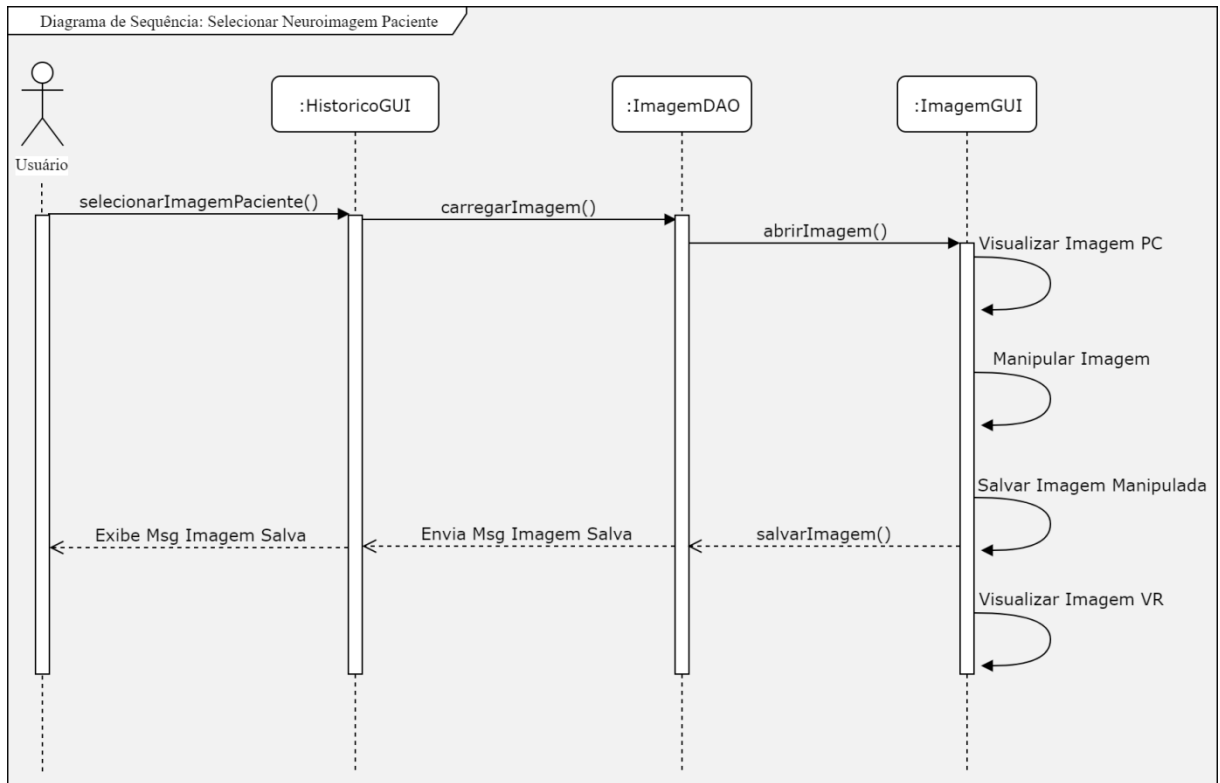 Diagrama de Sequência: Selecionar Neuroimagem Paciente
:HistoricoGUI
:ImagemDAO
:ImagemGUI
Usuário
selecionarImagemPaciente()
carregarImagem()
abrirImagem()
Visualizar Imagem PC
Manipular Imagem
Salvar Imagem Manipulada
Exibe Msg Imagem Salva
Envia Msg Imagem Salva
salvarImagem()
Visualizar Imagem VR